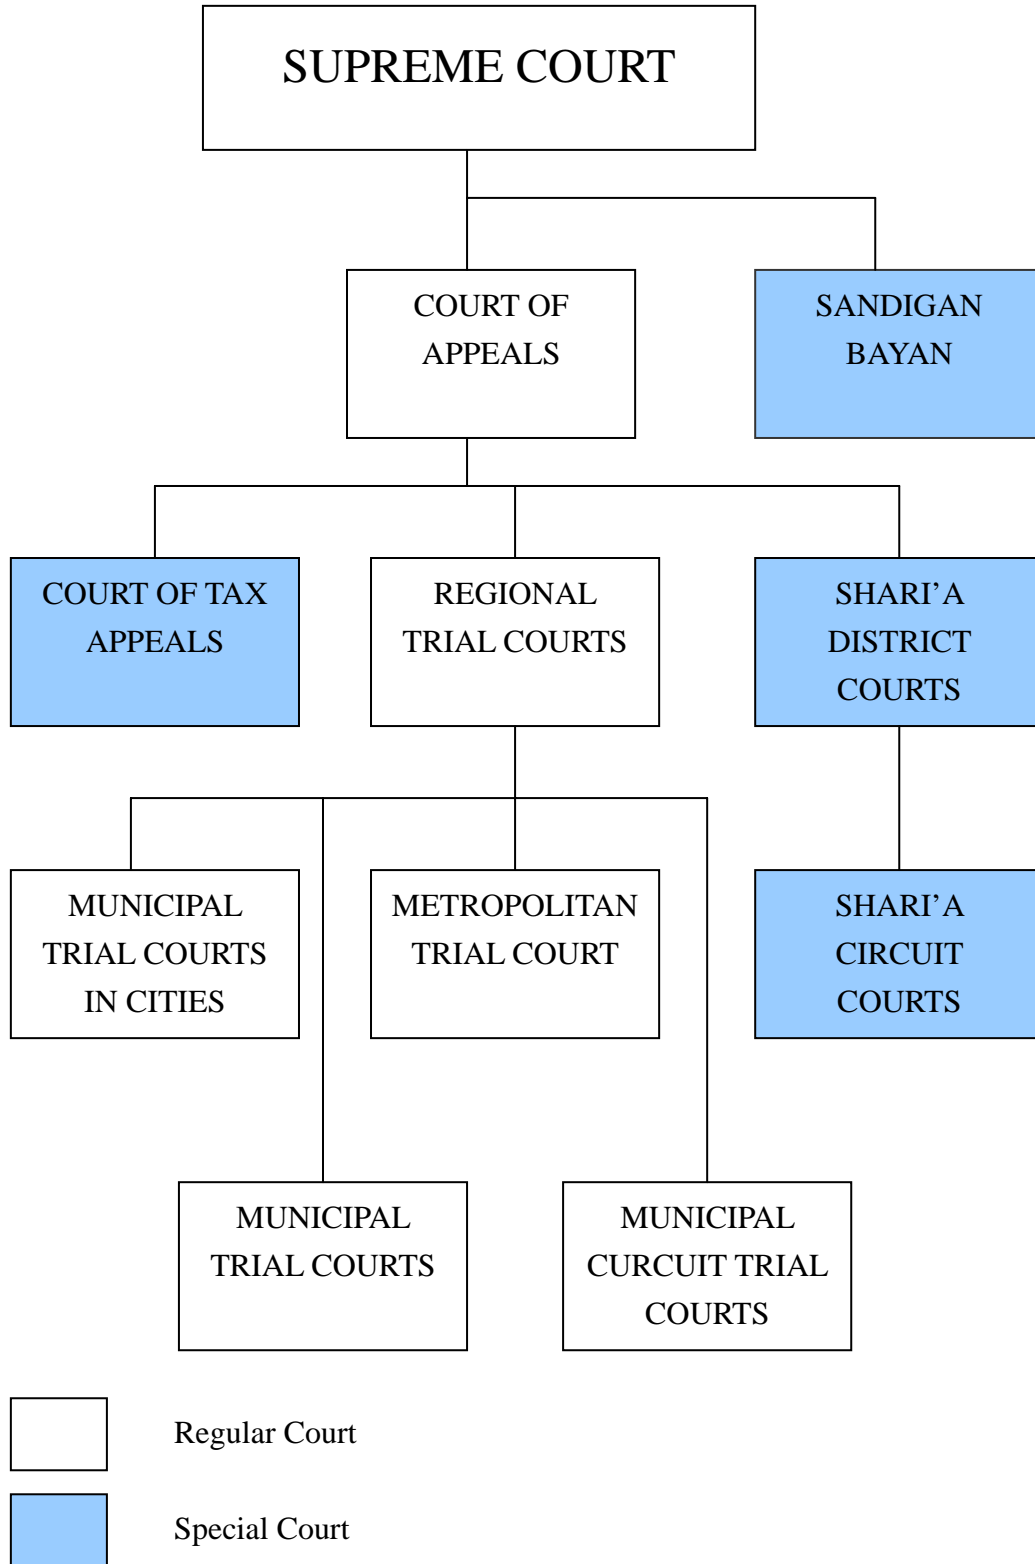 SUPREME COURT
COURT OF
APPEALS
SANDIGAN
BAYAN
COURT OF TAX
APPEALS
REGIONAL
TRIAL COURTS
SHARI’A
DISTRICT
COURTS
MUNICIPAL
TRIAL COURTS
IN CITIES
METROPOLITAN
TRIAL COURT
SHARI’A
CIRCUIT
COURTS
MUNICIPAL
TRIAL COURTS
MUNICIPAL
CURCUIT TRIAL
COURTS
Regular Court
Special Court